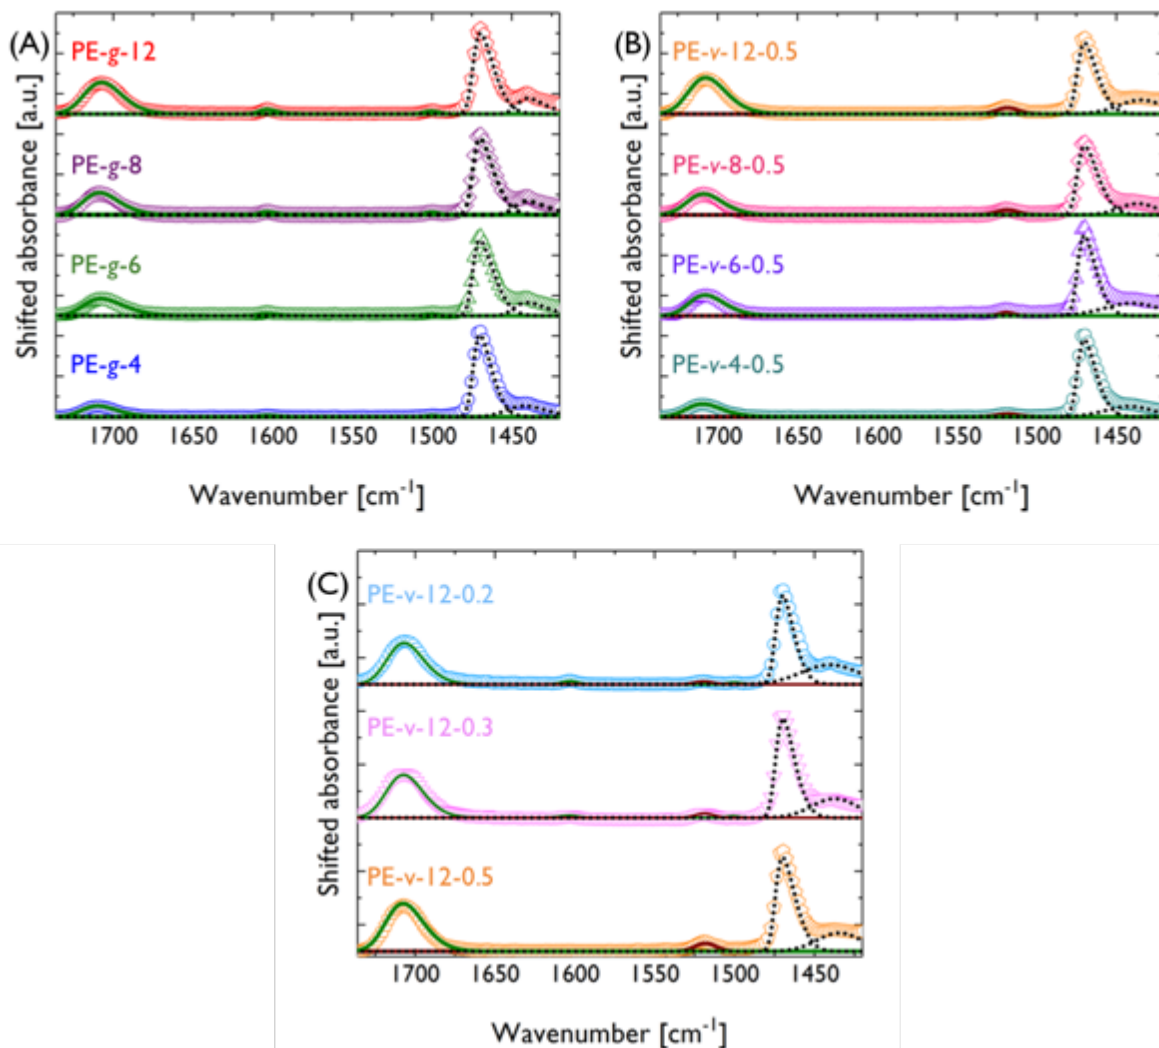 (A)
PE-g-12
PE-g-8
PE-g-6
PE-g-4
Shifted absorbance [a.u.]
1700 1650 1600 1550 1500 1450
Wavenumber [cm⁻¹]
(B)
PE-v-12-0.5
PE-v-8-0.5
PE-v-6-0.5
PE-v-4-0.5
Shifted absorbance [a.u.]
1700 1650 1600 1550 1500 1450
Wavenumber [cm⁻¹]
(C)
PE-v-12-0.2
PE-v-12-0.3
PE-v-12-0.5
Shifted absorbance [a.u.]
1700 1650 1600 1550 1500 1450
Wavenumber [cm⁻¹]